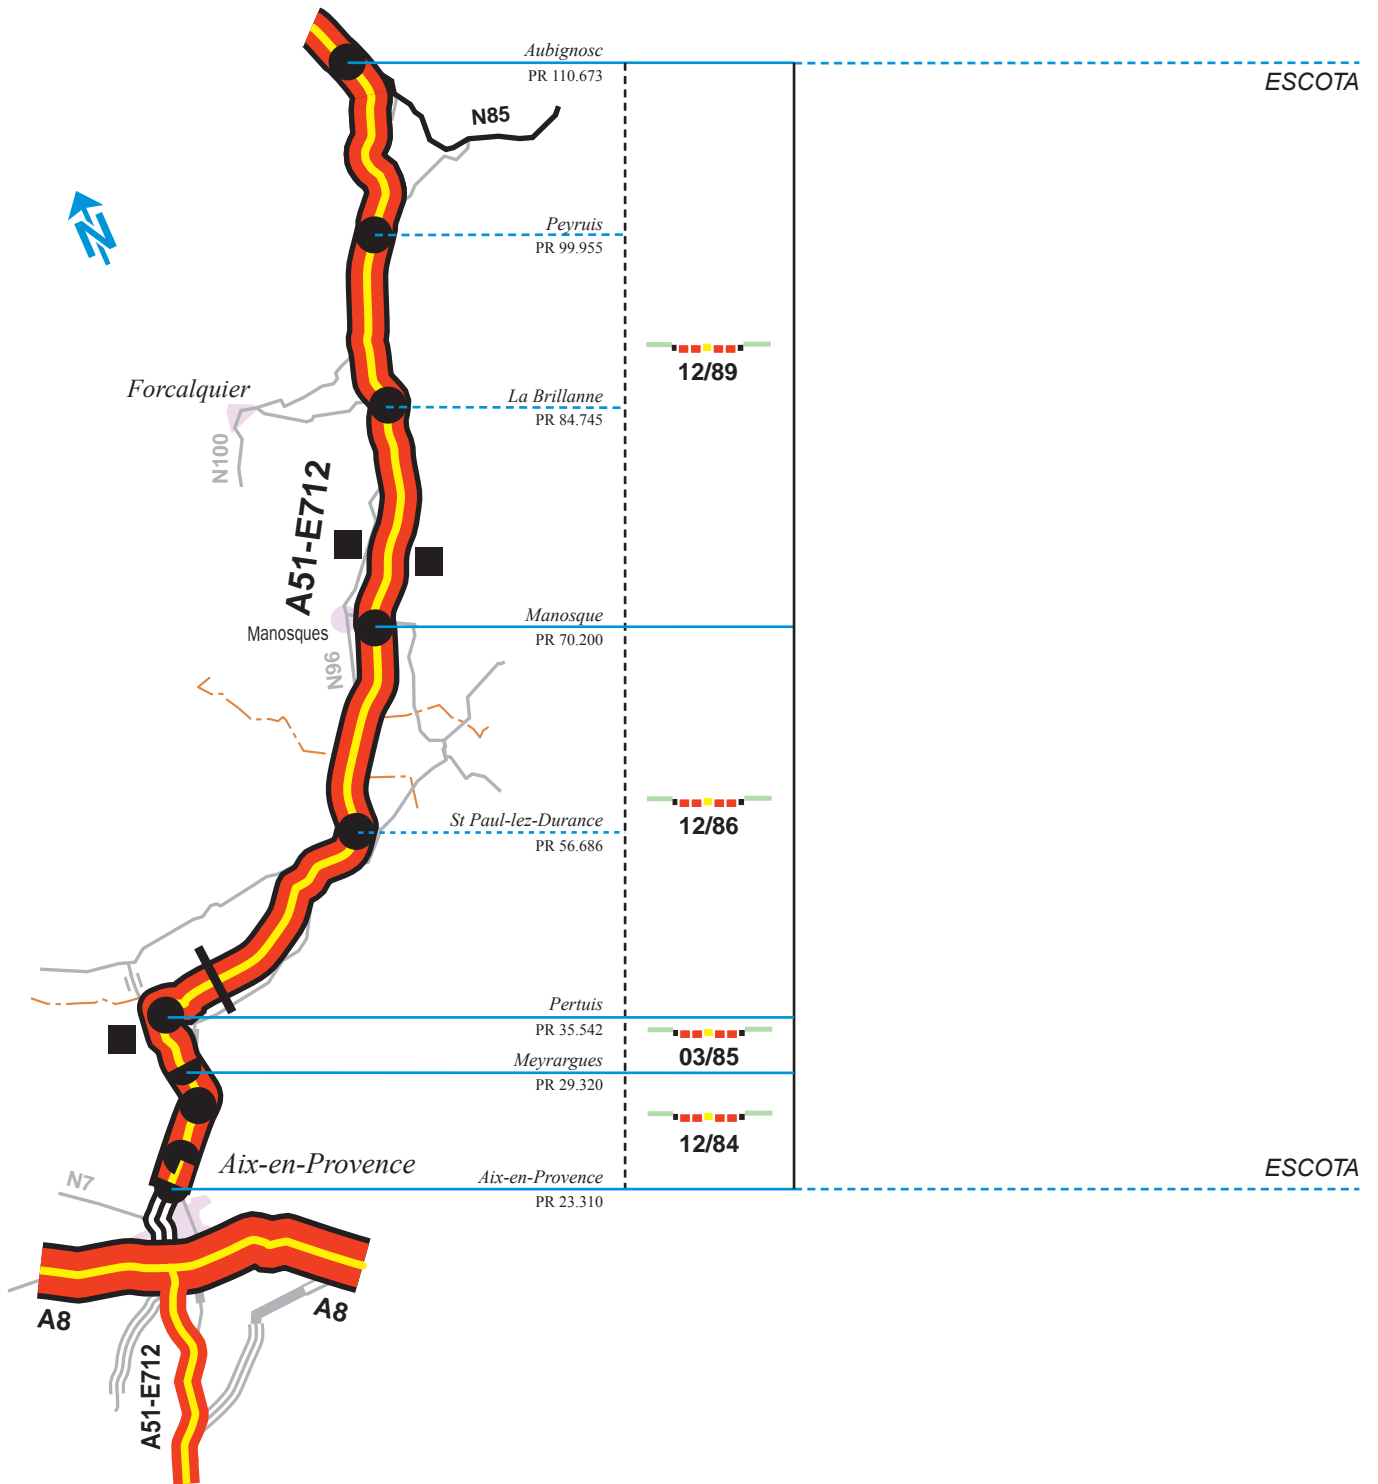 Aubignosc
PR 110.673
ESCOTA
N85
N
Peyruis
PR 99.955
12/89
Forcalquier
La Brillanne
PR 84.745
N100
A51-E712
Manosque
PR 70.200
Manosques
N96
St Paul-lez-Durance
PR 56.686
12/86
Pertuis
PR 35.542
03/85
Meyrargues
PR 29.320
12/84
Aix-en-Provence
Aix-en-Provence
PR 23.310
ESCOTA
N7
A8
A8
A51-E712